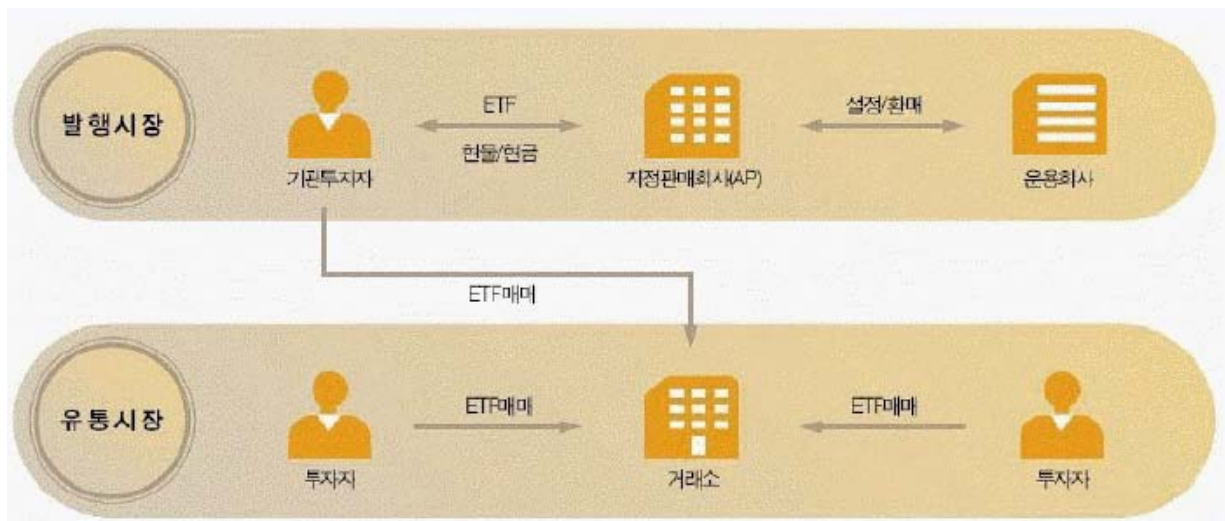 발행시장
ETF
현물/현금
설정/환매
기관투자자
지정판매회사(AP)
운용회사
ETF매매
유통시장
ETF매매
ETF매매
투자자
거래소
투자자